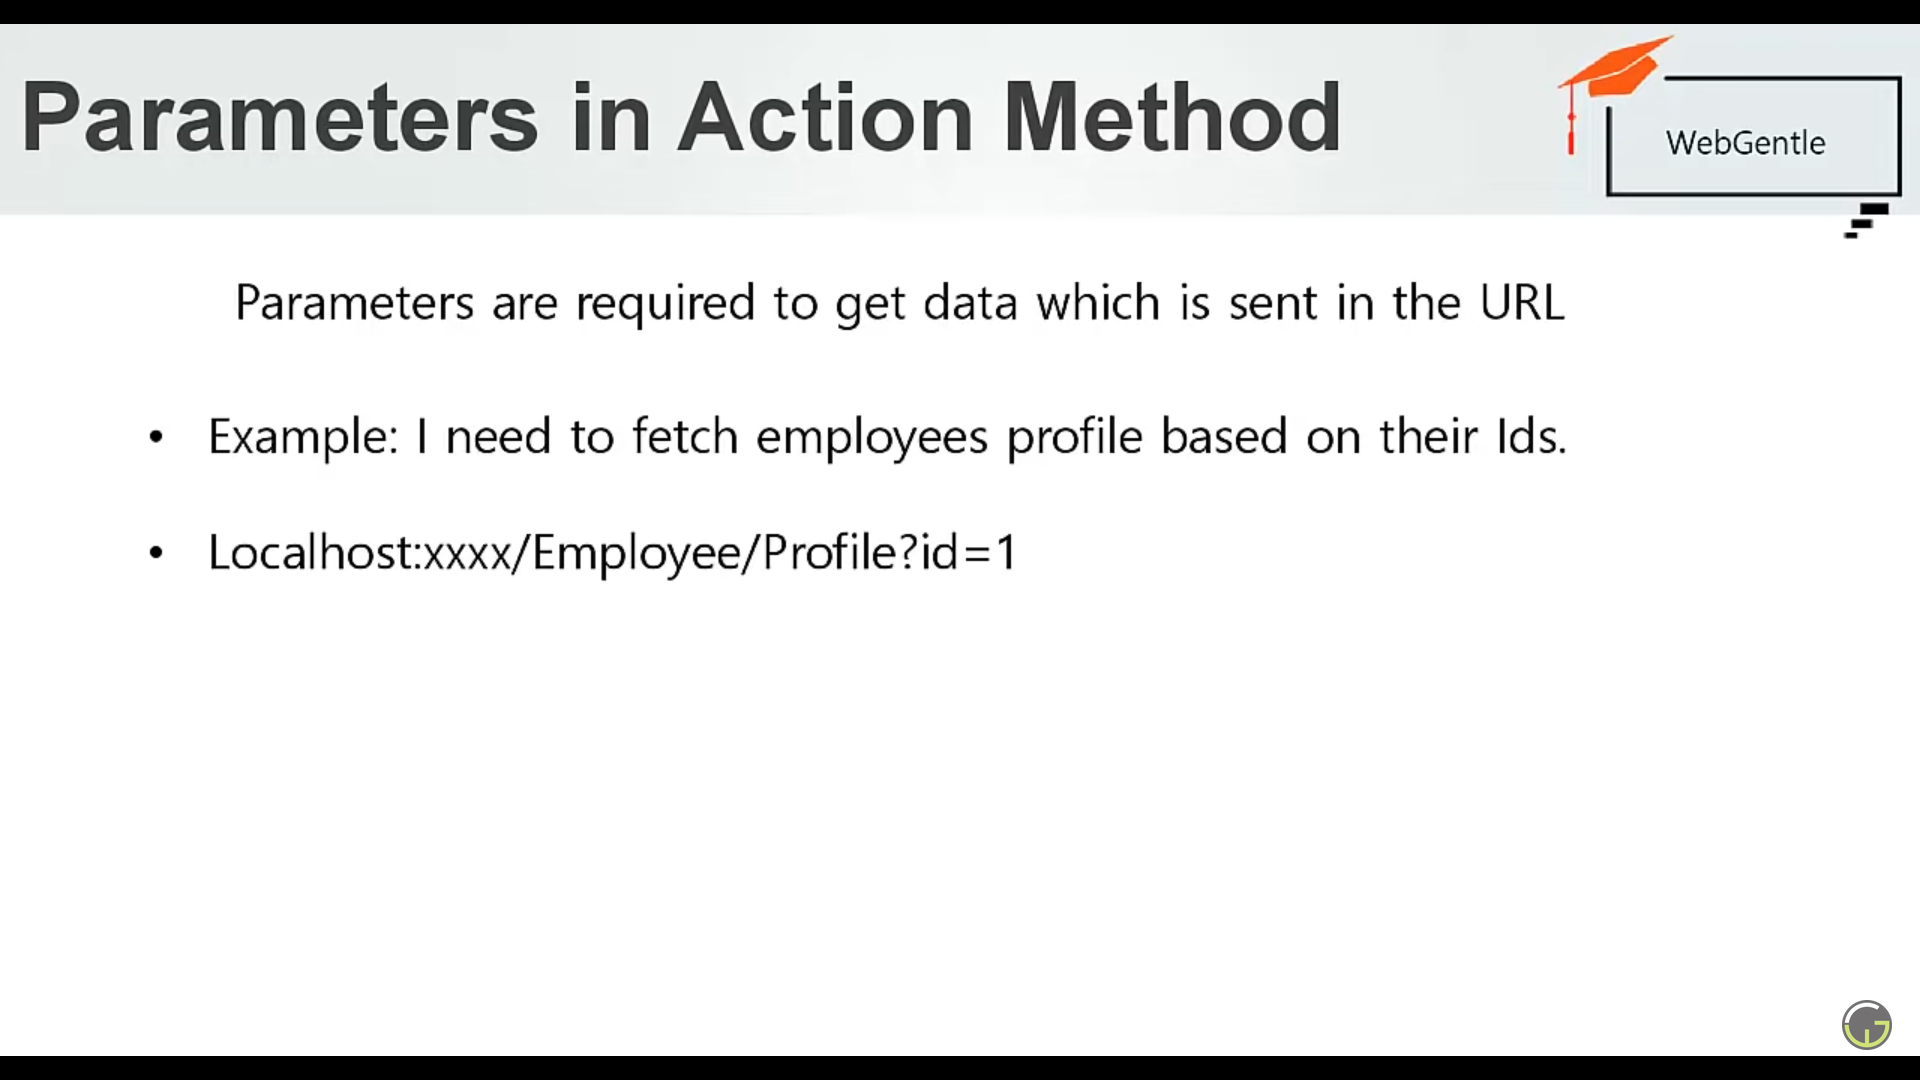 Parameters in Action Method
WebGentle
Parameters are required to get data which is sent in the URL
• Example: I need to fetch employees profile based on their Ids.
• Localhost:xxxx/Employee/Profile?id=1